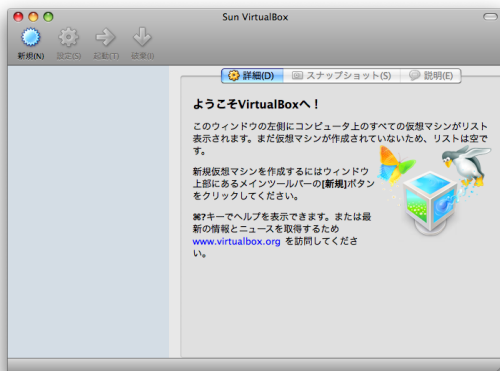 Sun VirtualBox
新規(N) 設定(S) 起動(T) 破棄(I)
詳細(D) スナップショット(S) 説明(E)
ようこそVirtualBoxへ！
このウィンドウの左側にコンピュータ上のすべての仮想マシンがリスト
表示されます。まだ仮想マシンが作成されていないため、リストは空で
す。
新規仮想マシンを作成するにはウィンドウ
上部にあるメインツールバーの[新規]ボタン
をクリックしてください。
⌘?キーでヘルプを表示できます。または最
新の情報とニュースを取得するため
www.virtualbox.org を訪問してくださ
い。